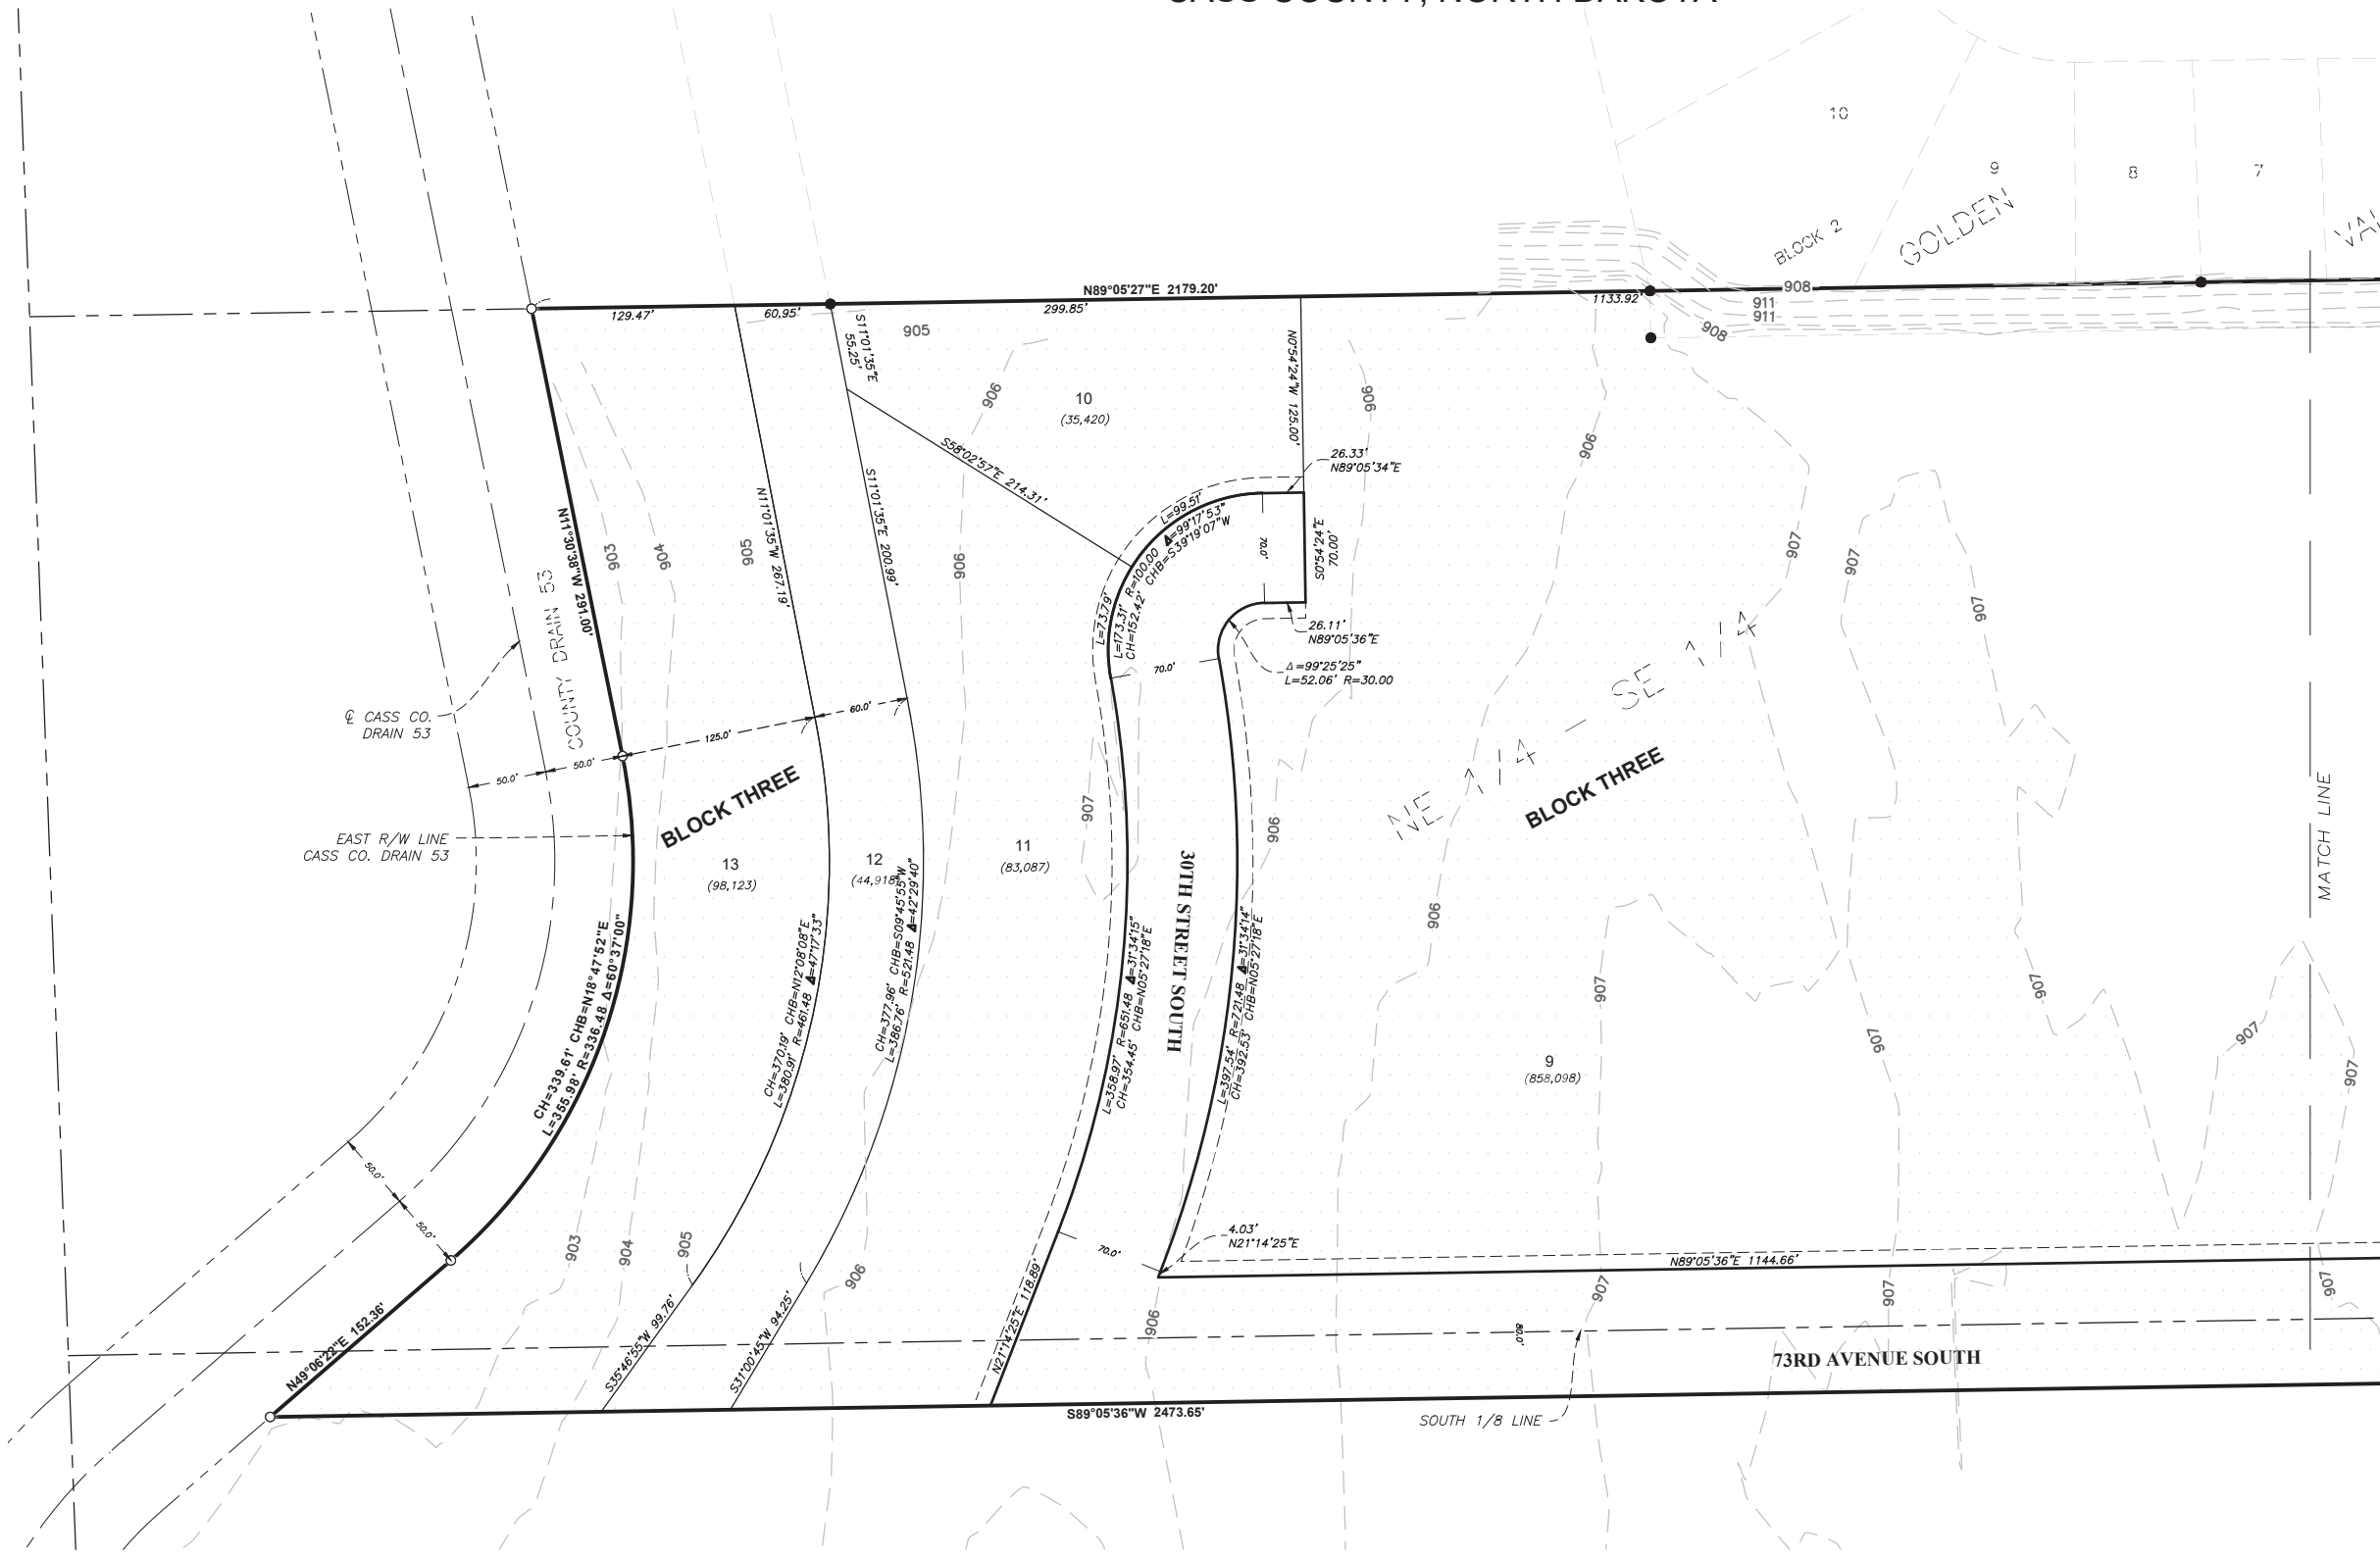 CASS COUNTY, NORTH DAKOTA
10
9
8
7
BLOCK 2
GOLDEN
N89°05'27"E 2179.20'
129.47'
60.95'
299.85'
1133.92'
908
911
911
908
905
S11°01'35"E
55.25'
N0°54'24"W 125.00'
906
10
(35,420)
906
906
26.33'
N89°05'34"E
S58°02'57"E 214.31'
S11°01'35"E 200.99'
N11°01'35"W 267.19'
N11°30'38"W 291.00'
COUNTY DRAIN 53
903
904
905
906
L=99.51'
L=173.31' R=100.00 Δ=99°17'53"
CH=152.42' CHB=S39°19'07"W
L=73.79'
70.0'
S0°54'24"E
70.00'
907
907
907
26.11'
N89°05'36"E
Δ=99°25'25"
L=52.06' R=30.00
70.0'
℄ CASS CO.
DRAIN 53
50.0'
50.0'
125.0'
60.0'
NE 1/4 – SE 1/4
BLOCK THREE
BLOCK THREE
EAST R/W LINE
CASS CO. DRAIN 53
13
(98,123)
12
(44,918)
11
(83,087)
907
906
MATCH LINE
30TH STREET SOUTH
CH=339.61' CHB=N18°47'52"E
L=355.98' R=336.48 Δ=60°37'00"
CH=370.19' CHB=N12°08'08"E
L=380.91' R=461.48 Δ=47°17'33"
CH=377.96' CHB=S09°45'55"W
L=386.76' R=521.48 Δ=42°29'40"
L=358.97' R=651.48 Δ=31°34'15"
CH=354.45' CHB=N05°27'18"E
L=397.54' R=721.48 Δ=31°34'14"
CH=392.53' CHB=N05°27'18"E
906
907
907
907
907
907
9
(858,098)
50.0'
50.0'
903
904
905
906
70.0'
4.03'
N21°14'25"E
N89°05'36"E 1144.66'
907
907
907
906
N49°06'22"E 152.36'
S35°46'55"W 99.76'
S31°00'45"W 94.25'
N21°14'25"E 118.89'
80.0'
73RD AVENUE SOUTH
S89°05'36"W 2473.65'
SOUTH 1/8 LINE